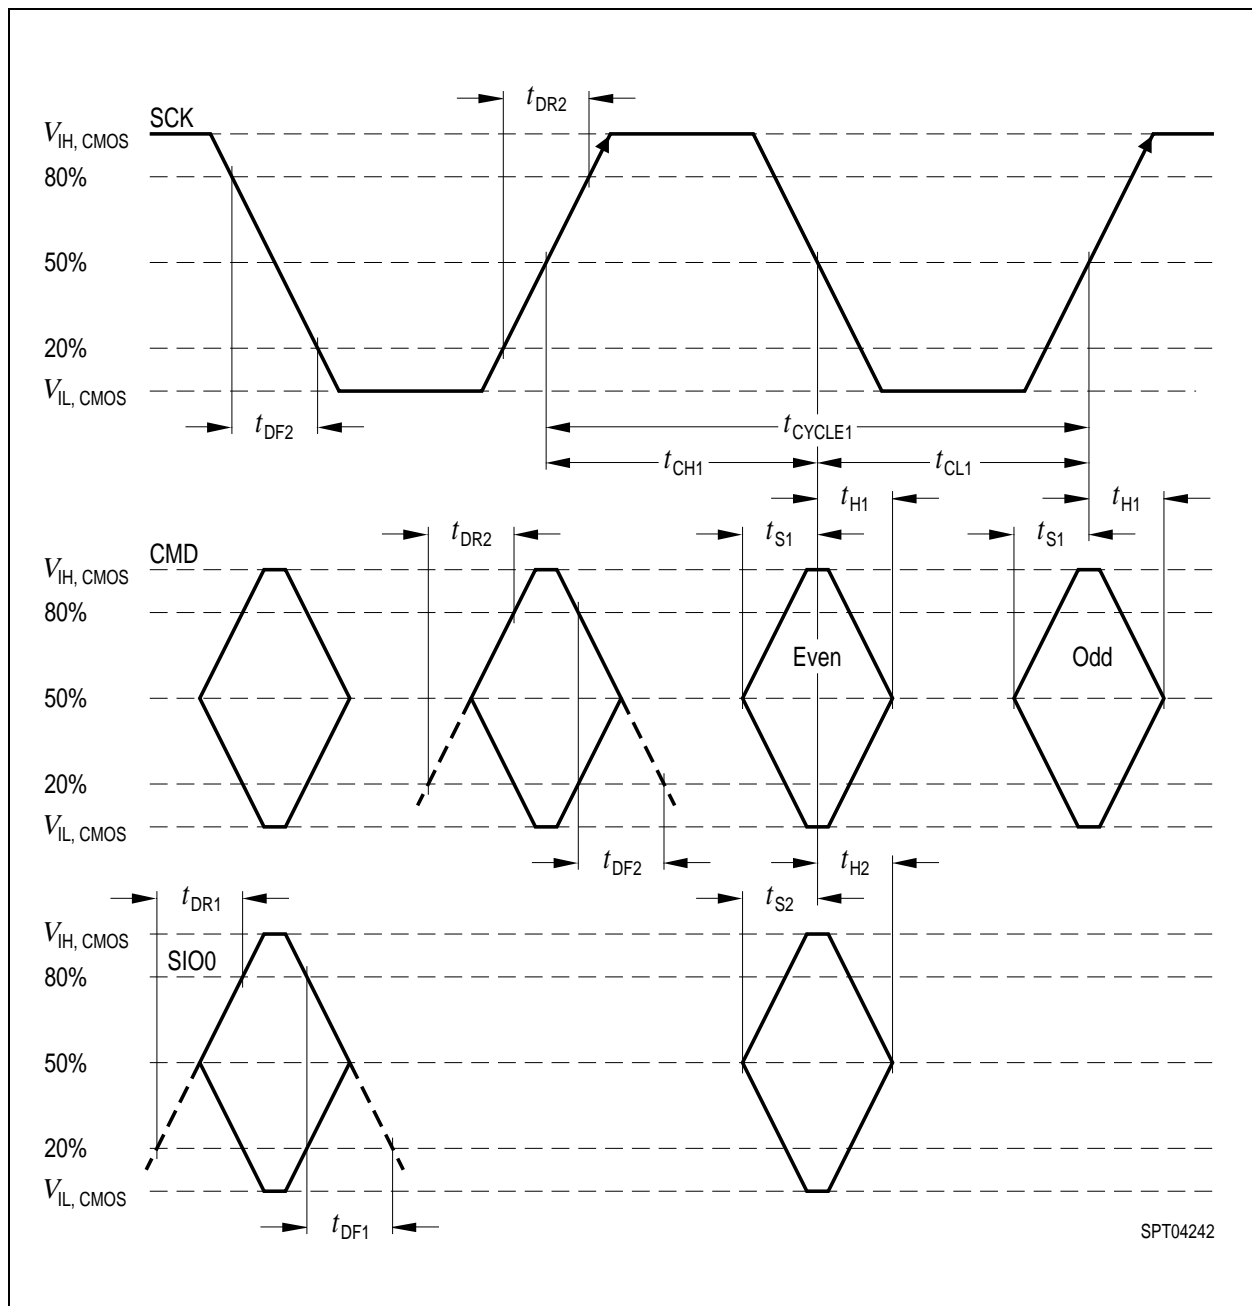 tDR2
SCK
VIH, CMOS
80%
50%
20%
VIL, CMOS
tDF2
tCYCLE1
tCH1
tCL1
tH1
tH1
tDR2
tS1
tS1
CMD
VIH, CMOS
80%
Even
Odd
50%
20%
VIL, CMOS
tDF2
tH2
tDR1
tS2
VIH, CMOS
SIO0
80%
50%
20%
VIL, CMOS
tDF1
SPT04242